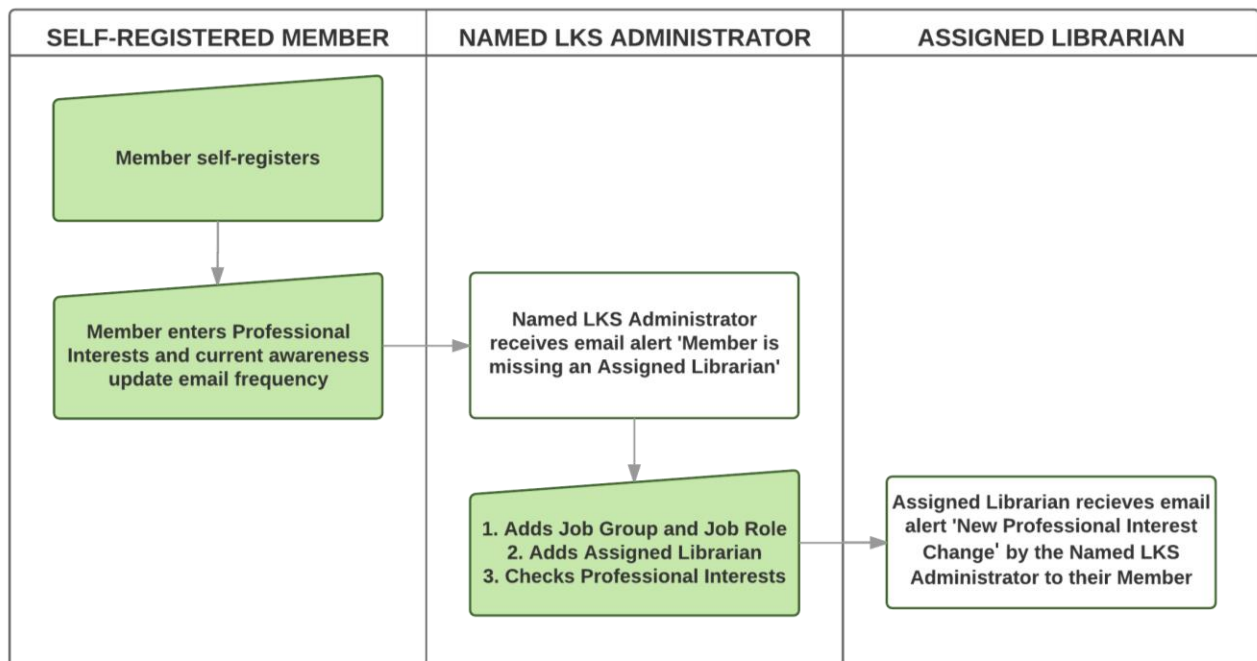 SELF-REGISTERED MEMBER
NAMED LKS ADMINISTRATOR
ASSIGNED LIBRARIAN
Member self-registers
Member enters Professional
Interests and current awareness
update email frequency
Named LKS Administrator
receives email alert 'Member is
missing an Assigned Librarian'
1. Adds Job Group and Job Role
2. Adds Assigned Librarian
3. Checks Professional Interests
Assigned Librarian recieves email
alert 'New Professional Interest
Change' by the Named LKS
Administrator to their Member